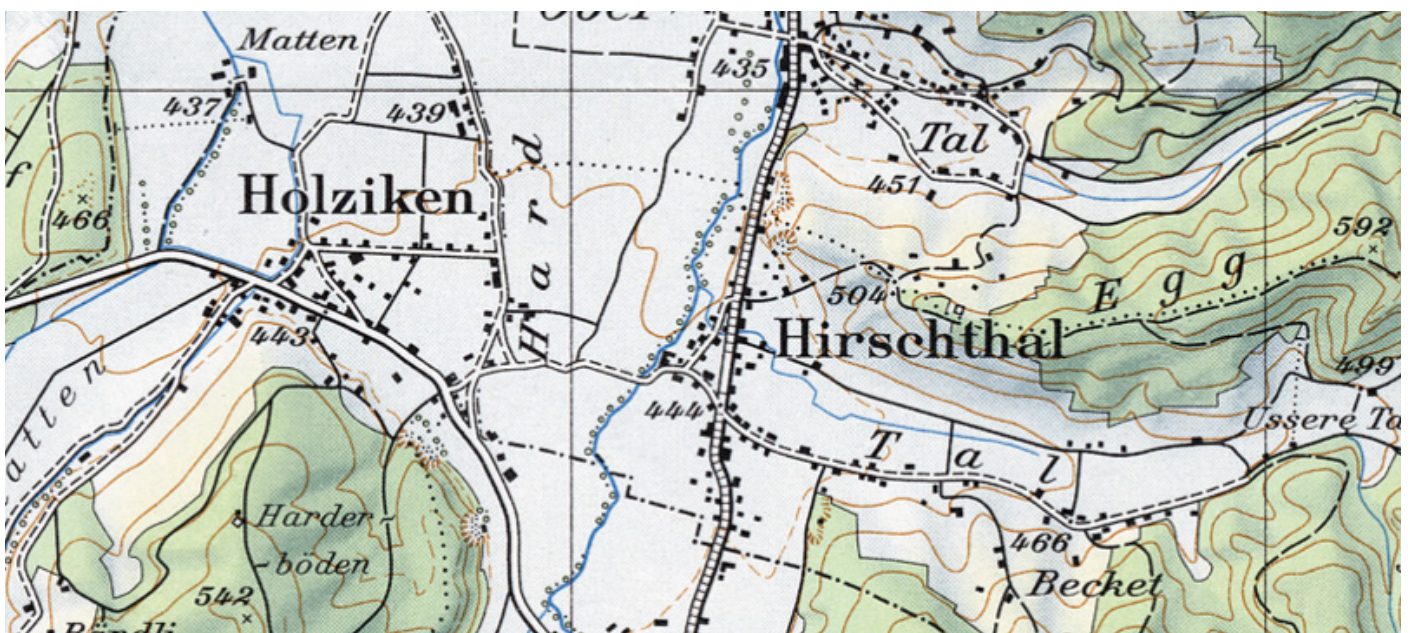 Matten
435
437
439
Tal
Hard
451
Holziken
466
592
504
Egg
443
Hirschthal
499
444
Ussere Ta
Tal
Harder-
böden
466
Becket
542